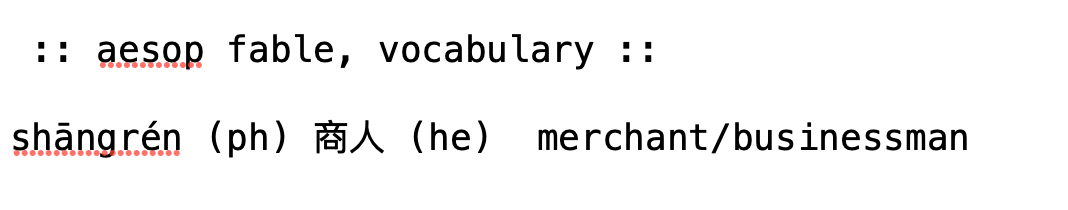 :: aesop fable, vocabulary ::
shāngrén (ph) 商人 (he)  merchant/businessman